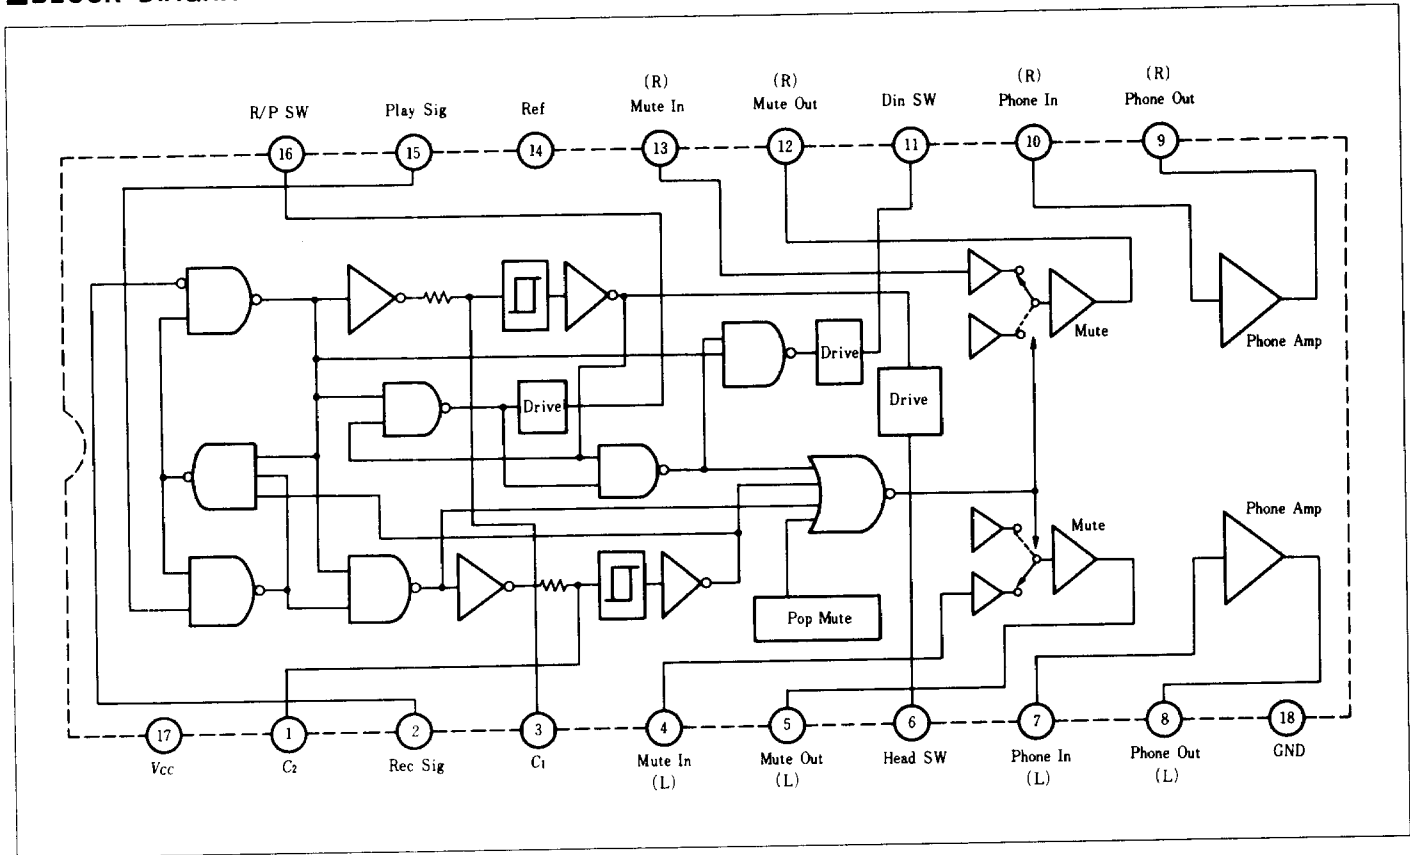 R/P SW
Play Sig
Ref
(R)
Mute In
(R)
Mute Out
Din SW
(R)
Phone In
(R)
Phone Out
16
15
14
13
12
11
10
9
Mute
Phone Amp
Drive
Drive
Drive
Mute
Phone Amp
Pop Mute
17
1
2
3
4
5
6
7
8
18
Vcc
C2
Rec Sig
C1
Mute In
(L)
Mute Out
(L)
Head SW
Phone In
(L)
Phone Out
(L)
GND